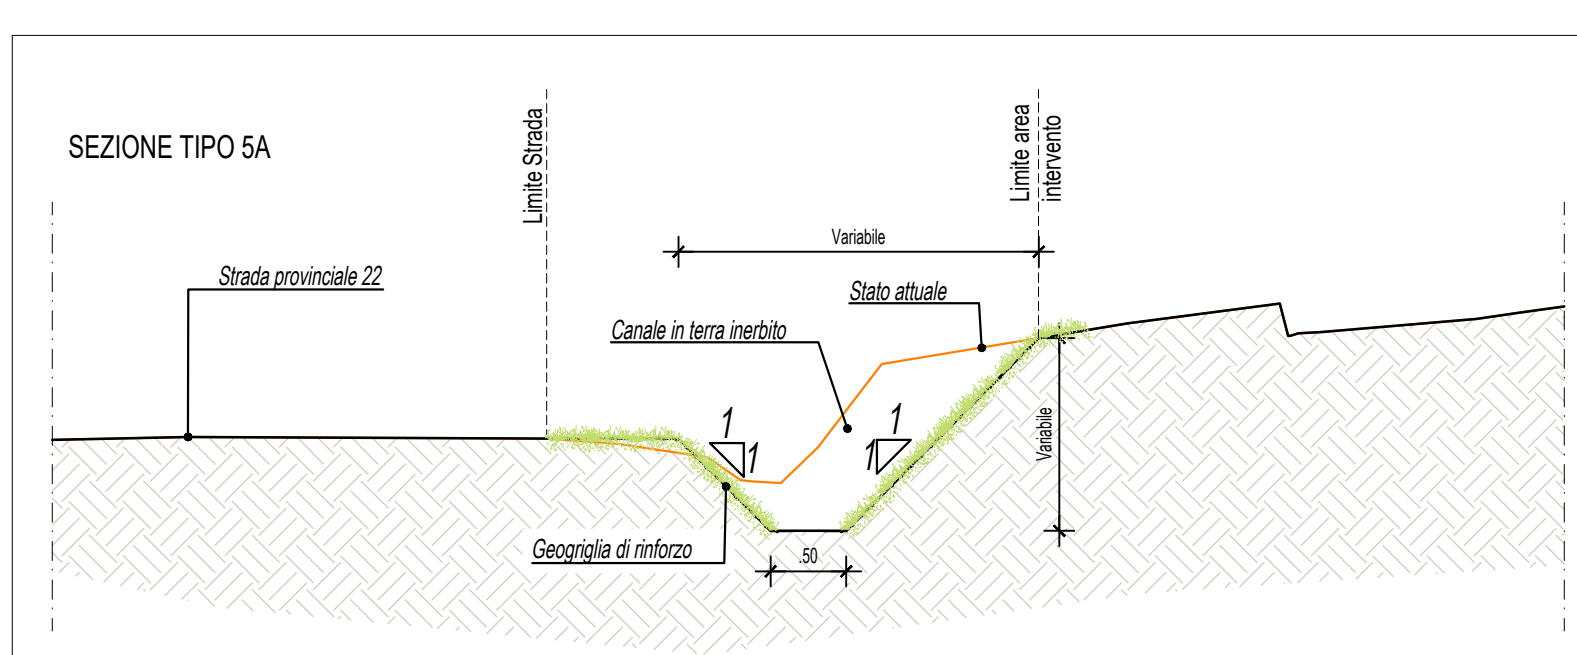 SEZIONE TIPO 5A
Limite Strada
Limite area
intervento
Variabile
Strada provinciale 22
Stato attuale
Canale in terra inerbito
1
1
1
1
Variabile
Geogriglia di rinforzo
.50